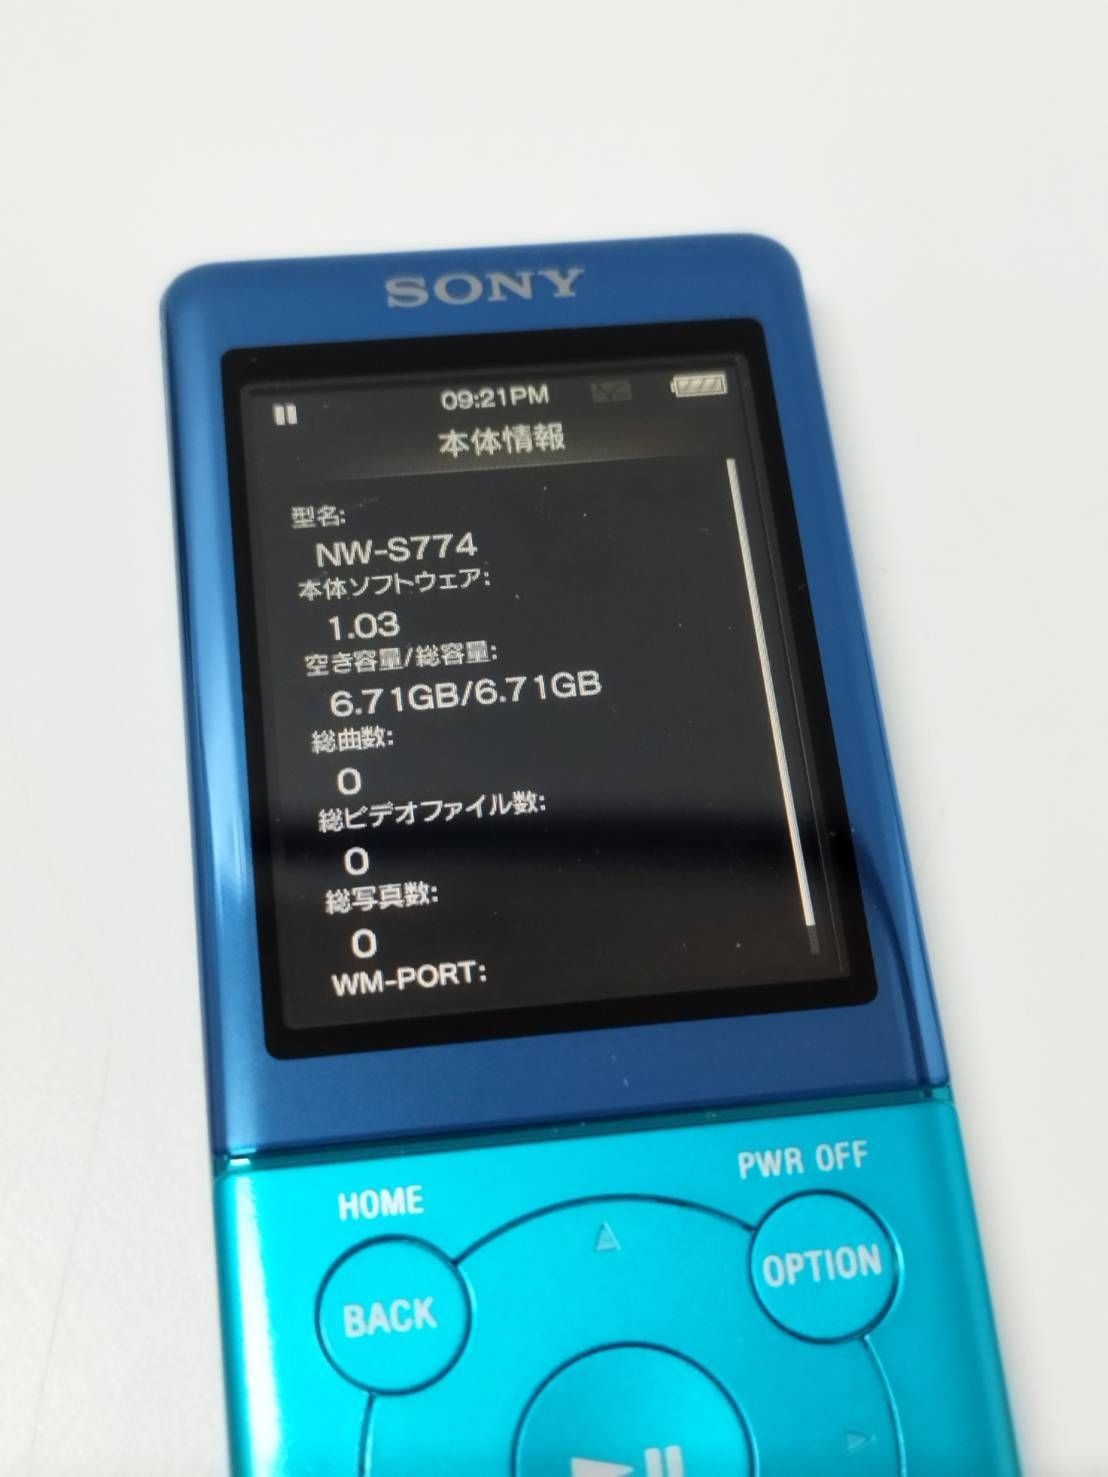 SONY
09:21PM
本体情報
型名:
NW-S774
本体ソフトウェア:
1.03
空き容量/総容量:
6.71GB/6.71GB
総曲数:
0
総ビデオファイル数:
0
総写真数:
0
WM-PORT:
PWR OFF
HOME
OPTION
BACK